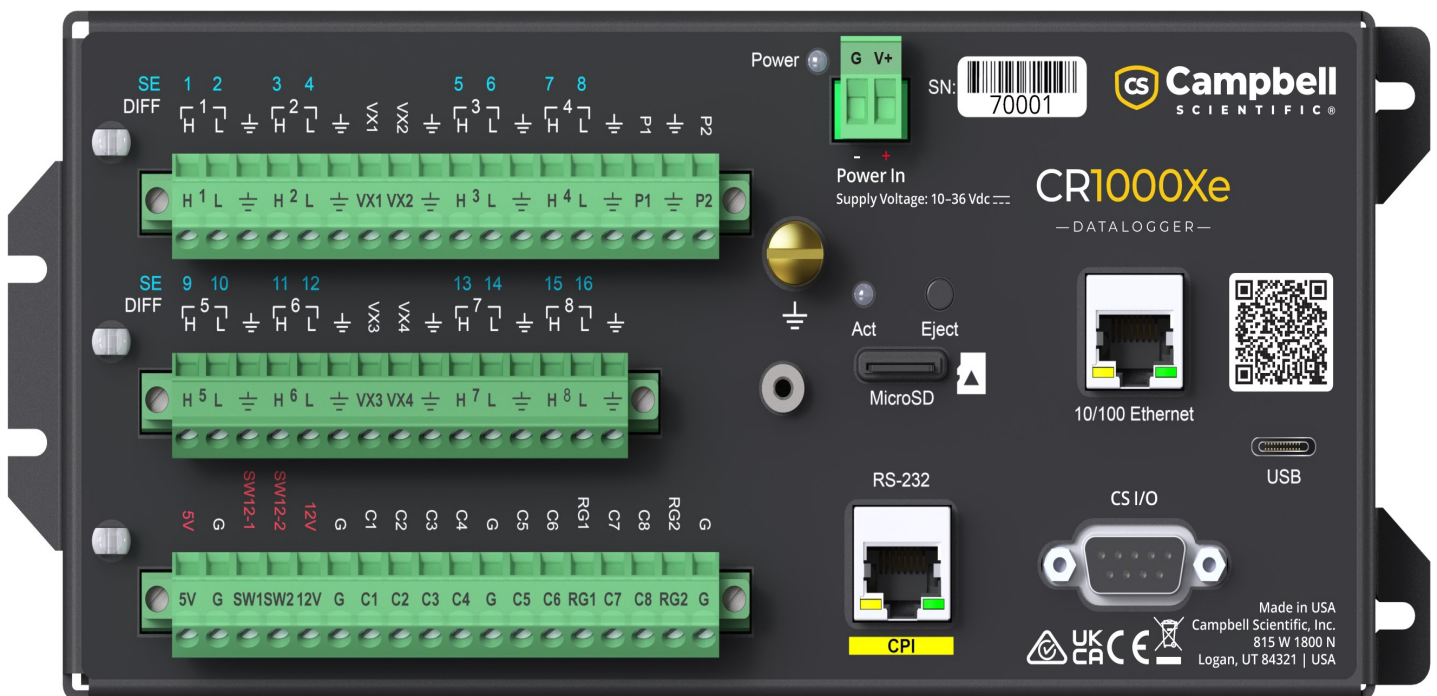 SE 1 2 3 4 5 6 7 8
DIFF 1 2 3 4
H L ⏚ H L ⏚ VX1 VX2 ⏚ H L ⏚ H L ⏚ P1 ⏚ P2
H 1 L ⏚ H 2 L ⏚ VX1 VX2 ⏚ H 3 L ⏚ H 4 L ⏚ P1 ⏚ P2
SE 9 10 11 12 13 14 15 16
DIFF 5 6 7 8
H L ⏚ H L ⏚ VX3 VX4 ⏚ H L ⏚ H L ⏚
H 5 L ⏚ H 6 L ⏚ VX3 VX4 ⏚ H 7 L ⏚ H 8 L ⏚
5V G SW12-1 SW12-2 12V G C1 C2 C3 C4 G C5 C6 RG1 C7 C8 RG2 G
5V G SW1 SW2 12V G C1 C2 C3 C4 G C5 C6 RG1 C7 C8 RG2 G
Power
G V+
- +
Power In
Supply Voltage: 10–36 Vdc
SN:
70001
CS Campbell
SCIENTIFIC®
CR1000Xe
—DATALOGGER—
Act Eject
MicroSD
10/100 Ethernet
USB
RS-232
CPI
CS I/O
UK
CA CE
Made in USA
Campbell Scientific, Inc.
815 W 1800 N
Logan, UT 84321 | USA